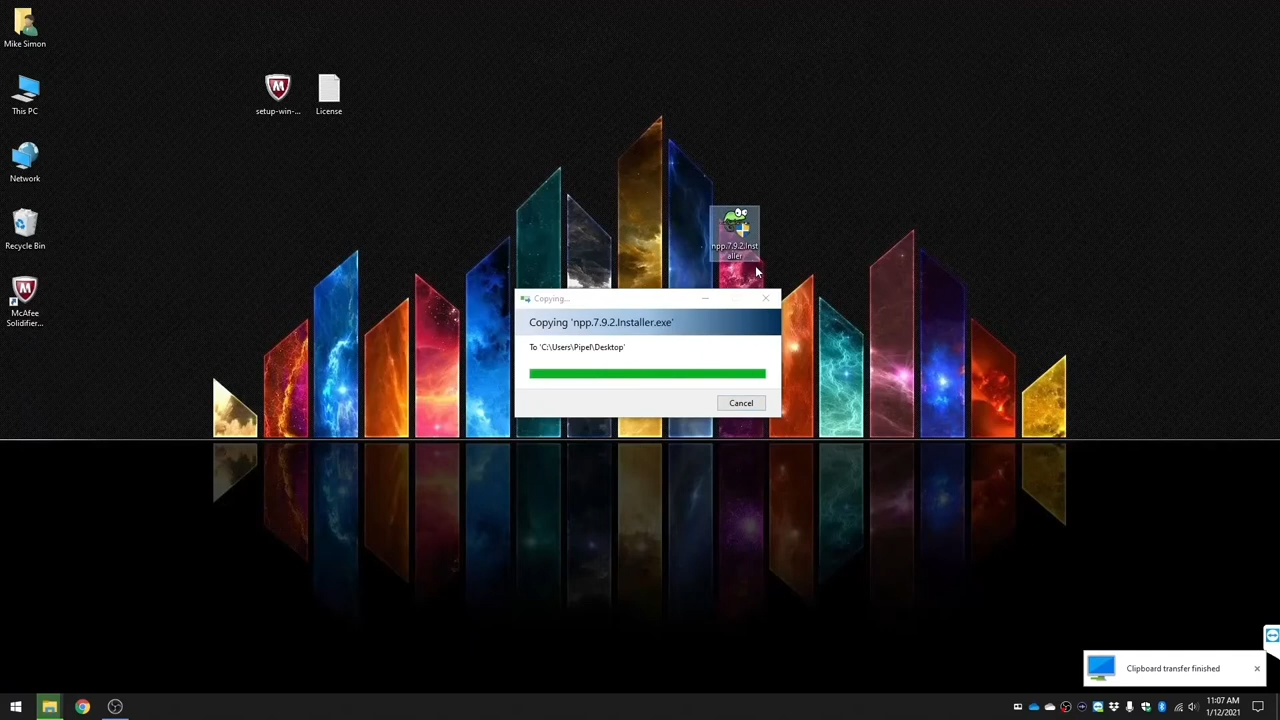 Mike Simon
This PC
Network
Recycle Bin
McAfee
Solidifier...
setup-win-...
License
npp.7.9.2.Inst
aller
Copying...
Copying 'npp.7.9.2.Installer.exe'
To 'C:\Users\Pipel\Desktop'
Cancel
Clipboard transfer finished
11:07 AM
1/12/2021